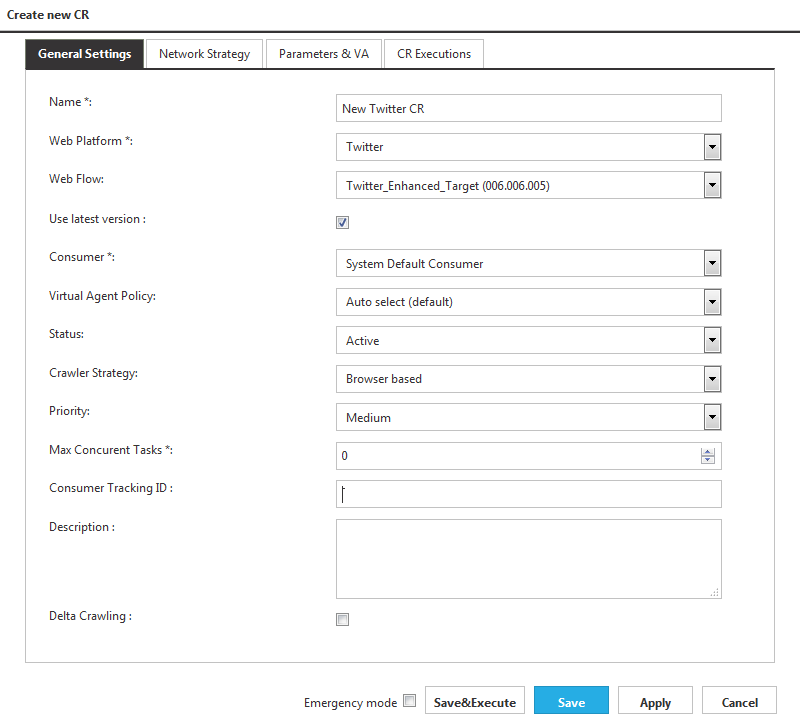 Create new CR
General Settings Network Strategy Parameters & VA CR Executions
Name *: New Twitter CR
Web Platform *: Twitter
Web Flow: Twitter_Enhanced_Target (006.006.005)
Use latest version :
Consumer *: System Default Consumer
Virtual Agent Policy: Auto select (default)
Status: Active
Crawler Strategy: Browser based
Priority: Medium
Max Concurent Tasks *: 0
Consumer Tracking ID :
Description :
Delta Crawling :
Emergency mode Save&Execute Save Apply Cancel